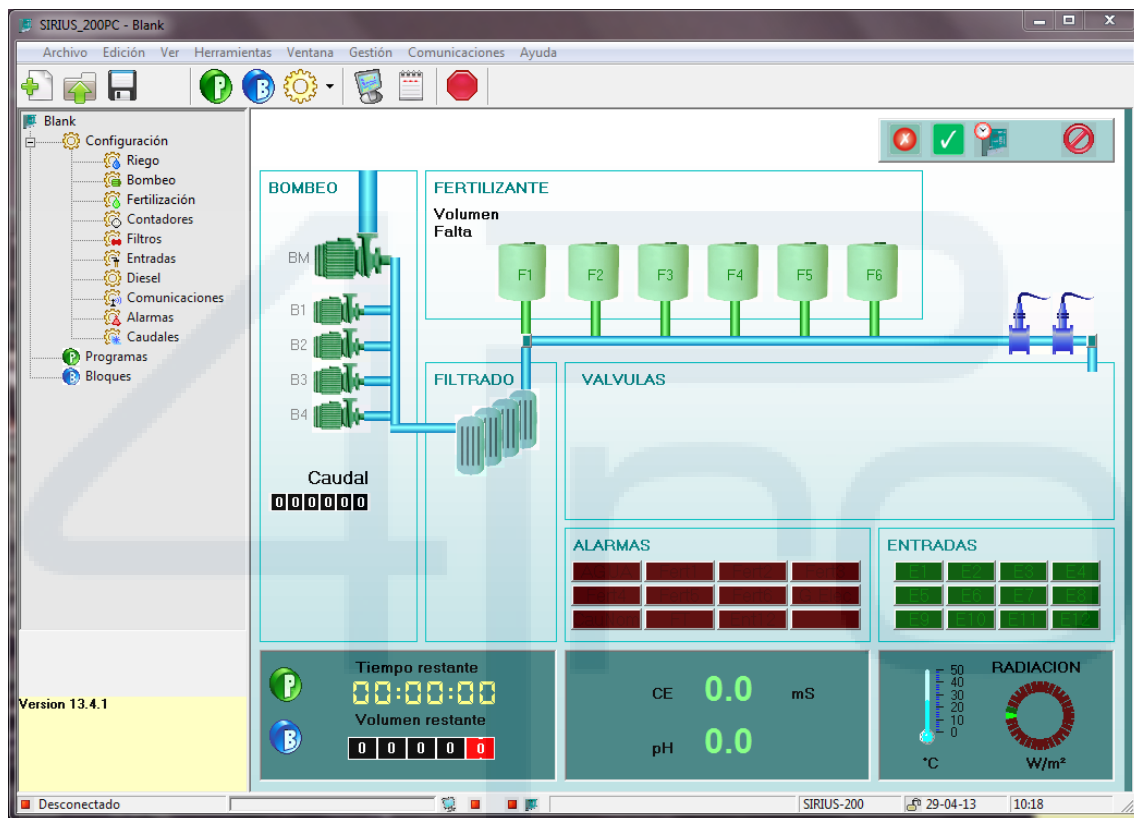 SIRIUS_200PC - Blank
Archivo Edición Ver Herramientas Ventana Gestión Comunicaciones Ayuda
Blank
Configuración
Riego
Bombeo
Fertilización
Contadores
Filtros
Entradas
Diesel
Comunicaciones
Alarmas
Caudales
Programas
Bloques
Version 13.4.1
BOMBEO
BM
B1
B2
B3
B4
Caudal
000000
FERTILIZANTE
Volumen
Falta
F1 F2 F3 F4 F5 F6
FILTRADO
VALVULAS
ALARMAS
ENTRADAS
E1 E2 E3 E4
E5 E6 E7 E8
E9 E10 E11 E12
P
Tiempo restante
00:00:00
B
Volumen restante
0 0 0 0 0
CE 0.0 mS
pH 0.0
50
40
30
20
10
0
°C
RADIACION
W/m²
Desconectado
SIRIUS-200
29-04-13
10:18